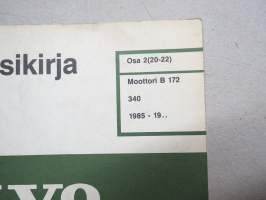 sikirja
Osa 2(20-22)
Moottori B 172
340
1985 - 19..